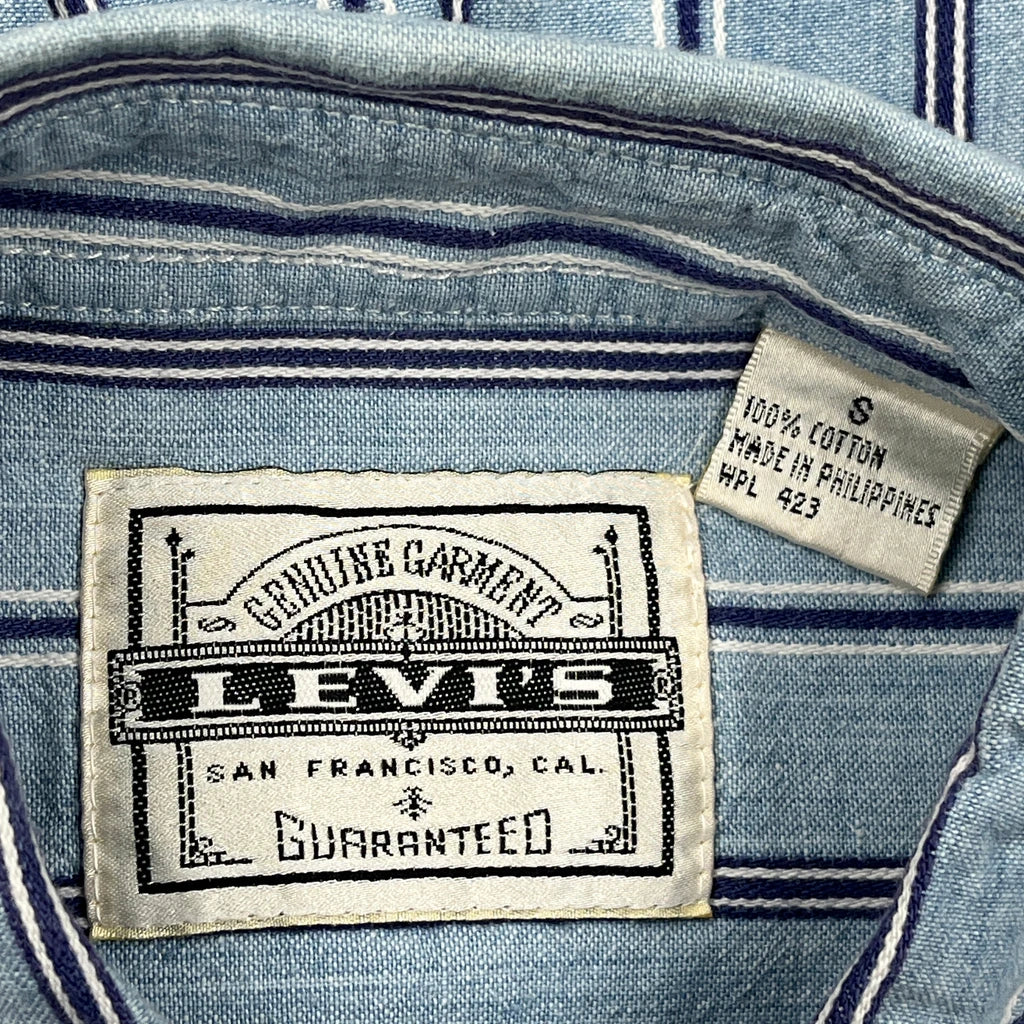 S
100% COTTON
MADE IN PHILIPPINES
WPL 423
GENUINE GARMENT
LEVI'S
SAN FRANCISCO, CAL.
GUARANTEED